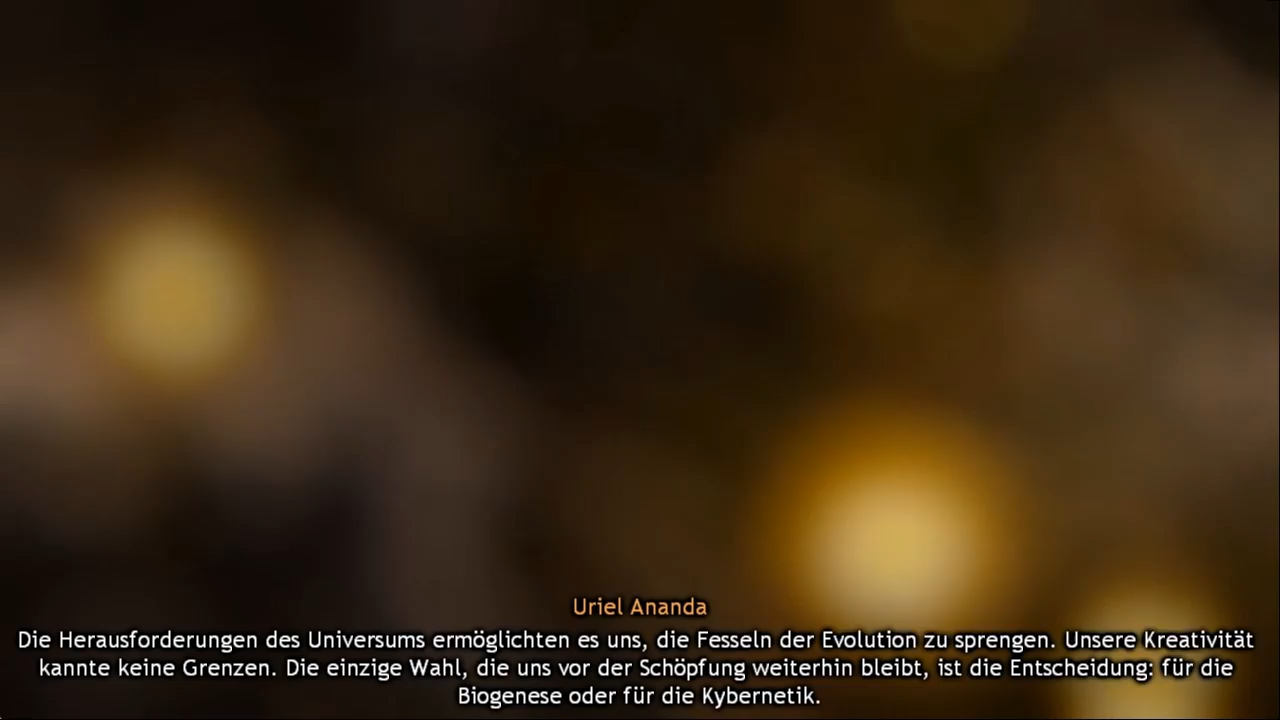 Uriel Ananda
Die Herausforderungen des Universums ermöglichten es uns, die Fesseln der Evolution zu sprengen. Unsere Kreativität
kannte keine Grenzen. Die einzige Wahl, die uns vor der Schöpfung weiterhin bleibt, ist die Entscheidung: für die
Biogenese oder für die Kybernetik.